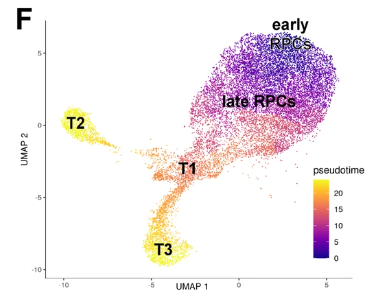 F
early
RPCs
late RPCs
T2
T1
T3
UMAP 2
5
0
-5
-10
-10
-5
0
5
UMAP 1
pseudotime
20
15
10
5
0